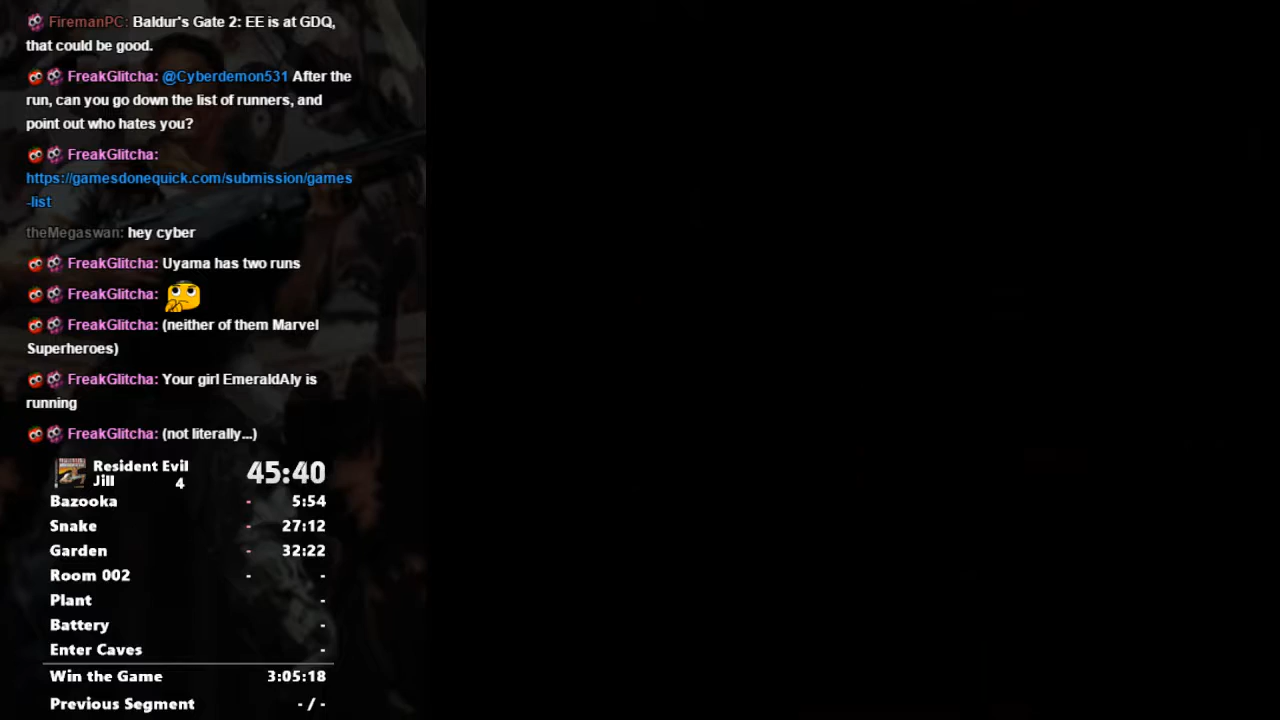 FiremanPC: Baldur's Gate 2: EE is at GDQ,
that could be good.
FreakGlitcha: @Cyberdemon531 After the
run, can you go down the list of runners, and
point out who hates you?
FreakGlitcha:
https://gamesdonequick.com/submission/games
-list
theMegaswan: hey cyber
FreakGlitcha: Uyama has two runs
FreakGlitcha:
FreakGlitcha: (neither of them Marvel
Superheroes)
FreakGlitcha: Your girl EmeraldAly is
running
FreakGlitcha: (not literally...)
Resident Evil 45:40
Jill 4
Bazooka - 5:54
Snake - 27:12
Garden - 32:22
Room 002 - -
Plant -
Battery -
Enter Caves -
Win the Game 3:05:18
Previous Segment - / -